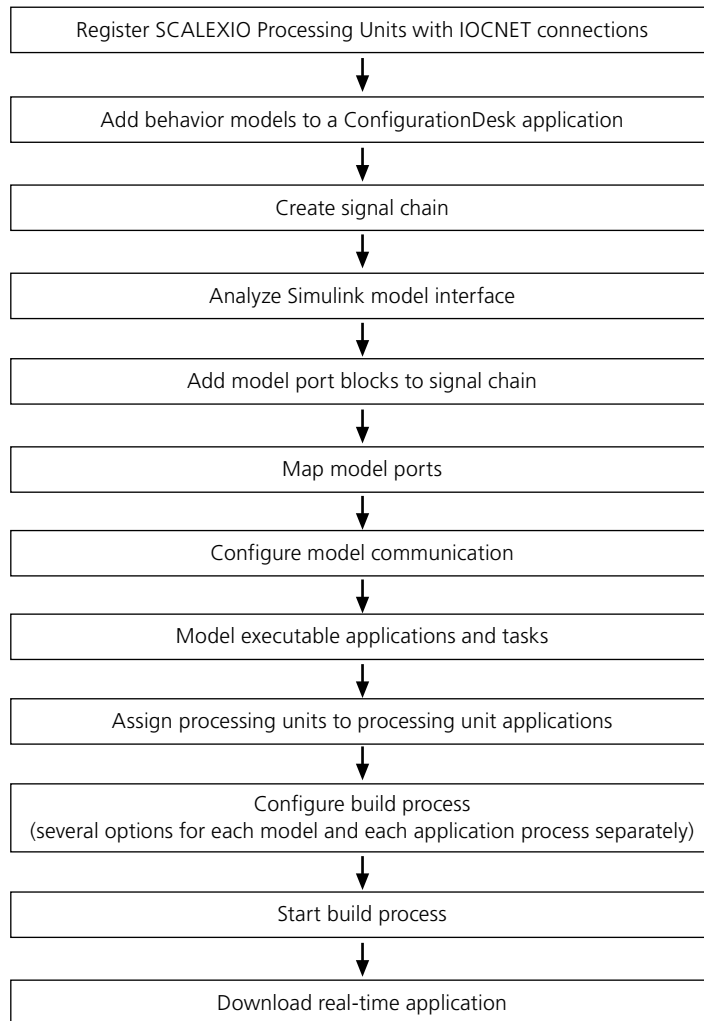 Register SCALEXIO Processing Units with IOCNET connections
Add behavior models to a ConfigurationDesk application
Create signal chain
Analyze Simulink model interface
Add model port blocks to signal chain
Map model ports
Configure model communication
Model executable applications and tasks
Assign processing units to processing unit applications
Configure build process
(several options for each model and each application process separately)
Start build process
Download real-time application